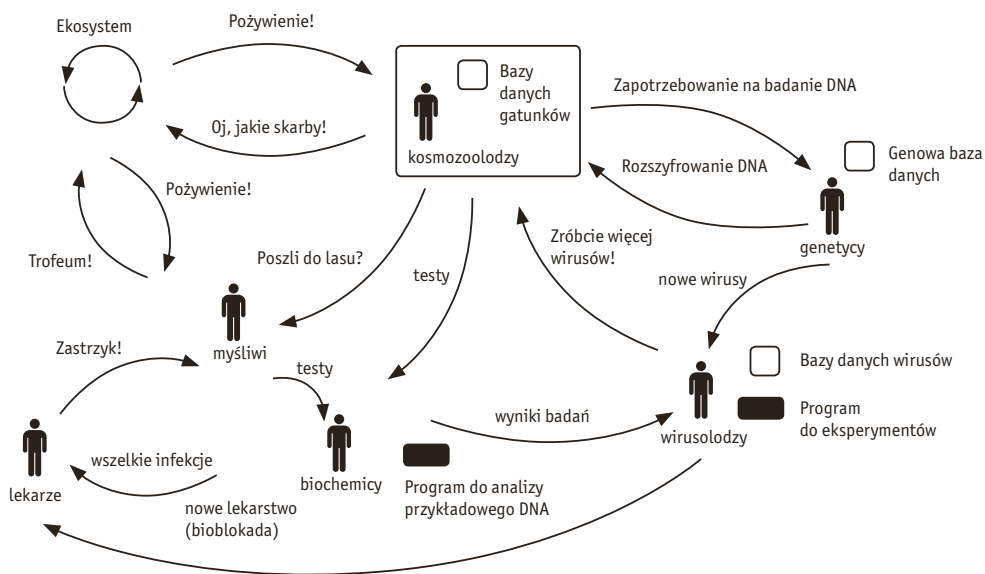 Ekosystem
Pożywienie!
Bazy
danych
gatunków
kosmozoolodzy
Oj, jakie skarby!
Zapotrzebowanie na badanie DNA
Rozszyfrowanie DNA
Genowa baza
danych
genetycy
Pożywienie!
Trofeum!
Poszli do lasu?
testy
Zróbcie więcej
wirusów!
nowe wirusy
myśliwi
Zastrzyk!
testy
Bazy danych wirusów
Program
do eksperymentów
wirusolodzy
wyniki badań
lekarze
wszelkie infekcje
biochemicy
nowe lekarstwo
(bioblokada)
Program do analizy
przykładowego DNA